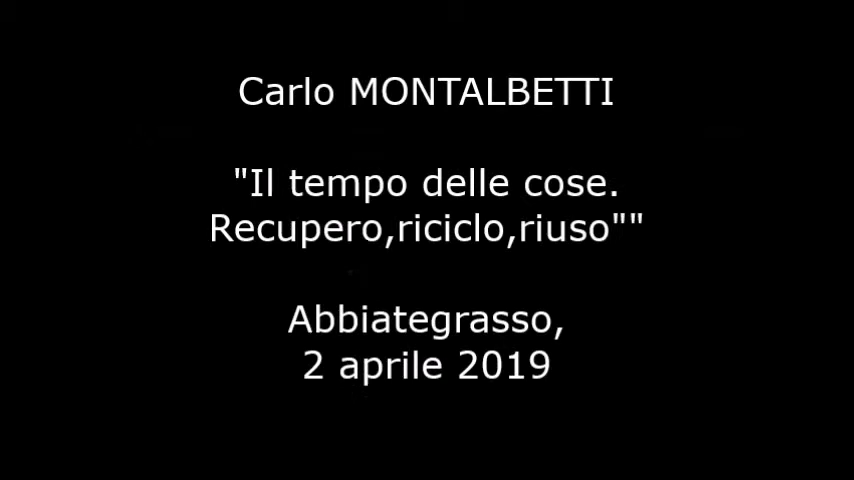 Carlo MONTALBETTI
"Il tempo delle cose.
Recupero,riciclo,riuso""
Abbiategrasso,
2 aprile 2019